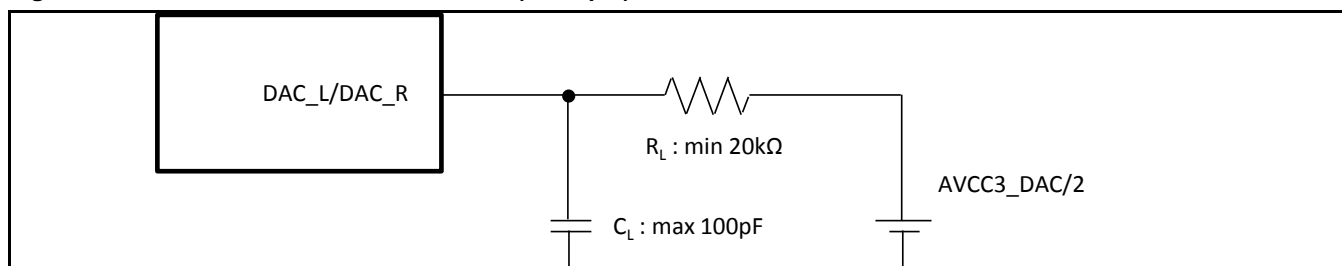 DAC_L/DAC_R
R_L : min 20kΩ
AVCC3_DAC/2
C_L : max 100pF